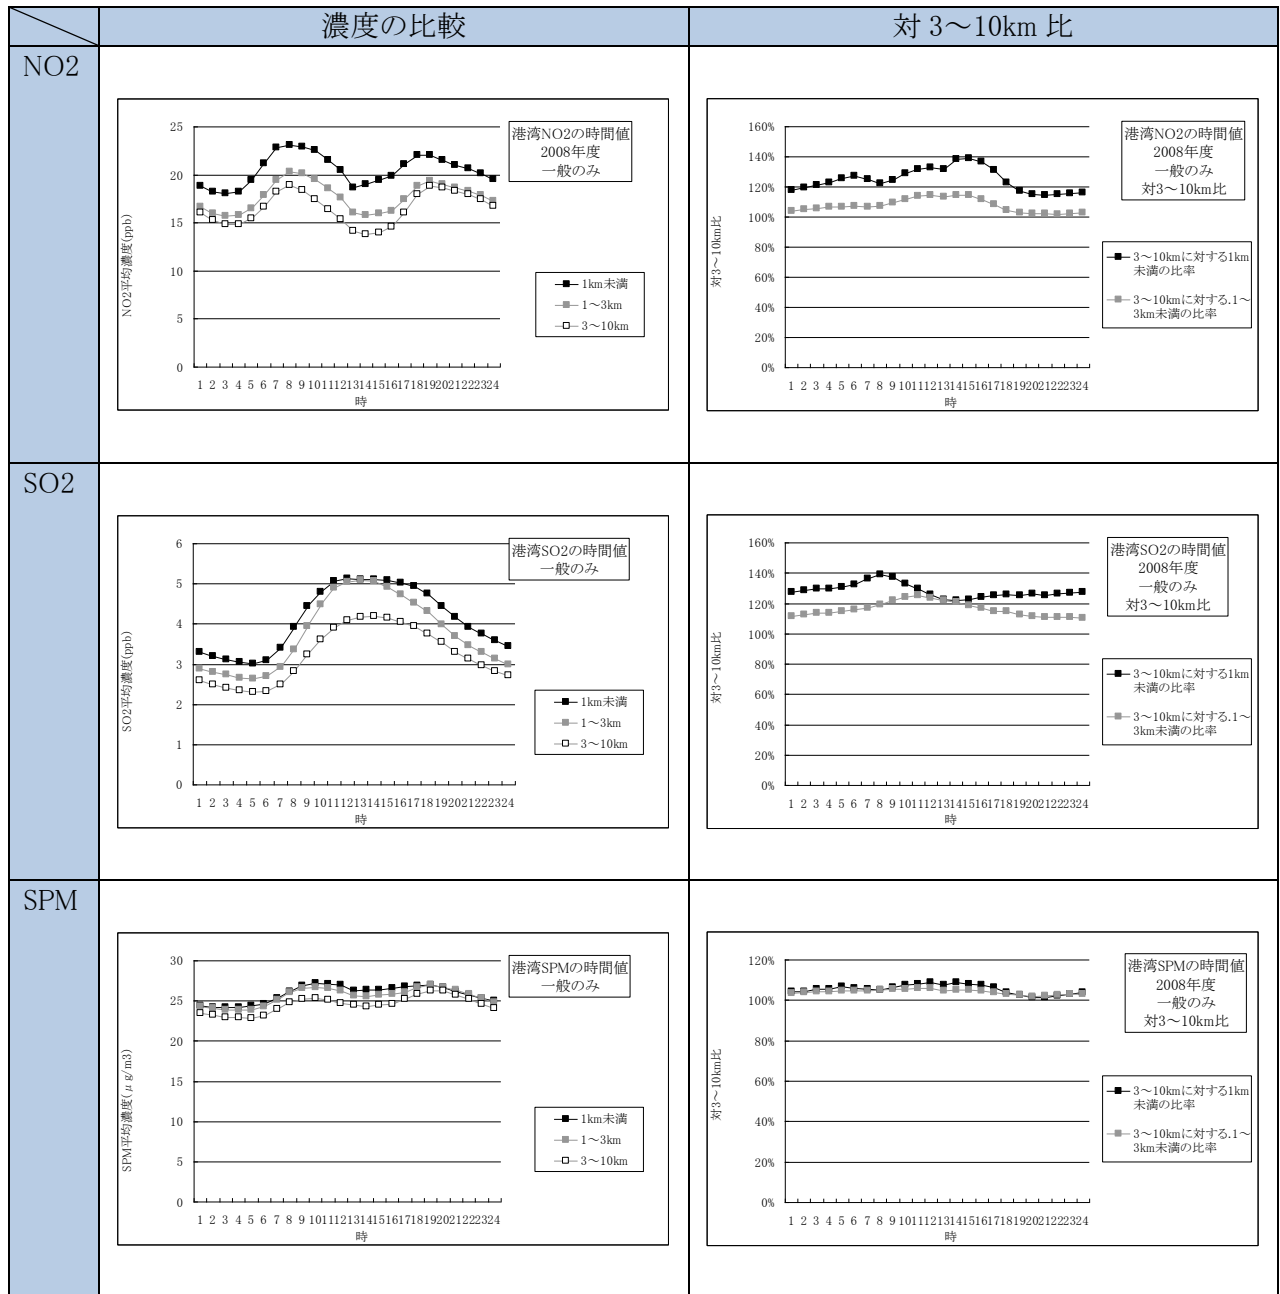 濃度の比較
対 3～10km 比
NO2
港湾NO2の時間値
2008年度
一般のみ
NO2平均濃度(ppb)
25
20
15
10
5
0
1km未満
1～3km
3～10km
1 2 3 4 5 6 7 8 9 101112131415161718192021222324
時
港湾NO2の時間値
2008年度
一般のみ
対3～10km比
対3～10km比
160%
140%
120%
100%
80%
60%
40%
20%
0%
3～10kmに対する1km
未満の比率
3～10kmに対する.1～
3km未満の比率
1 2 3 4 5 6 7 8 9 101112131415161718192021222324
時
SO2
港湾SO2の時間値
一般のみ
SO2平均濃度(ppb)
6
5
4
3
2
1
0
1km未満
1～3km
3～10km
1 2 3 4 5 6 7 8 9 101112131415161718192021222324
時
港湾SO2の時間値
2008年度
一般のみ
対3～10km比
対3～10km比
160%
140%
120%
100%
80%
60%
40%
20%
0%
3～10kmに対する1km
未満の比率
3～10kmに対する.1～
3km未満の比率
1 2 3 4 5 6 7 8 9 101112131415161718192021222324
時
SPM
港湾SPMの時間値
一般のみ
SPM平均濃度(μg/m3)
30
25
20
15
10
5
0
1km未満
1～3km
3～10km
1 2 3 4 5 6 7 8 9 101112131415161718192021222324
時
港湾SPMの時間値
2008年度
一般のみ
対3～10km比
対3～10km比
120%
100%
80%
60%
40%
20%
0%
3～10kmに対する1km
未満の比率
3～10kmに対する.1～
3km未満の比率
1 2 3 4 5 6 7 8 9 101112131415161718192021222324
時